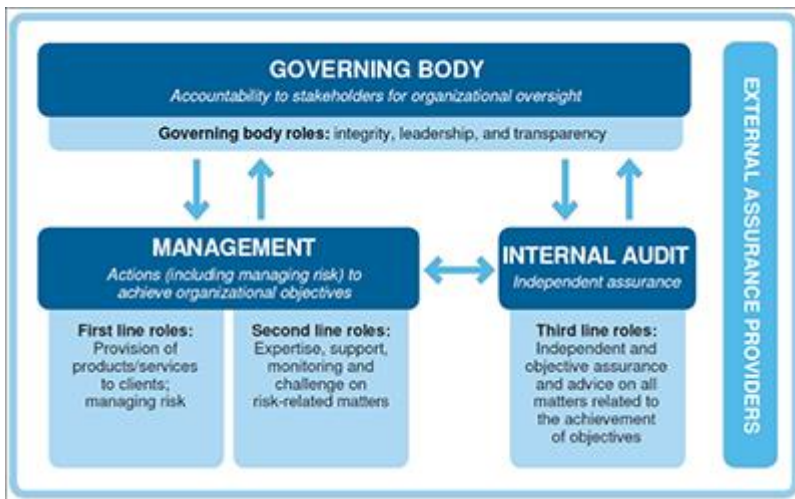 GOVERNING BODY
Accountability to stakeholders for organizational oversight
Governing body roles: integrity, leadership, and transparency
MANAGEMENT
Actions (including managing risk) to
achieve organizational objectives
First line roles:
Provision of
products/services
to clients;
managing risk
Second line roles:
Expertise, support,
monitoring and
challenge on
risk-related matters
INTERNAL AUDIT
Independent assurance
Third line roles:
Independent and
objective assurance
and advice on all
matters related to
the achievement
of objectives
EXTERNAL ASSURANCE PROVIDERS